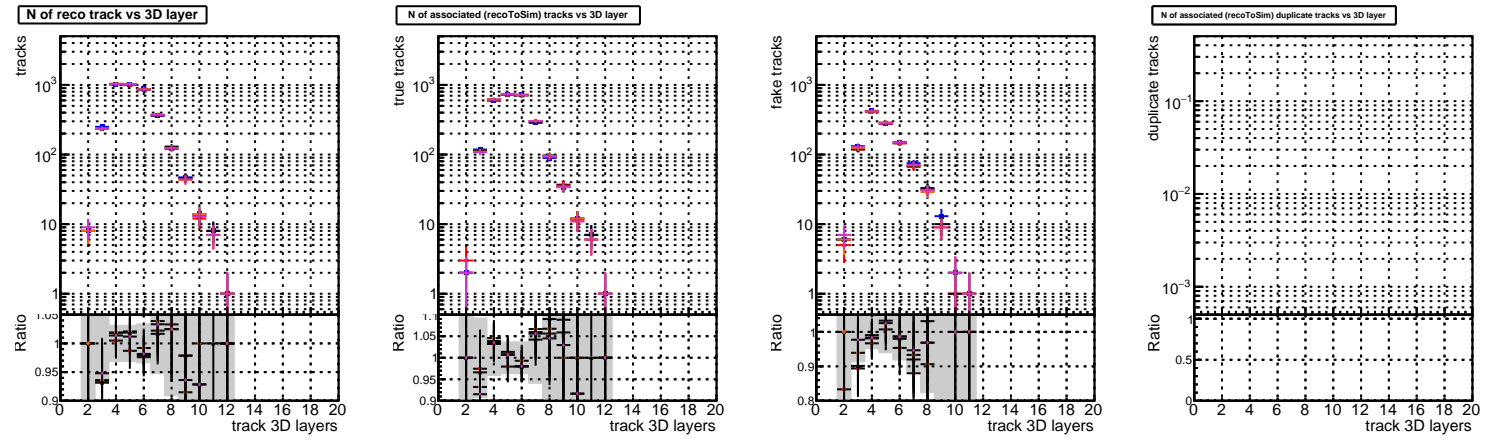 N of reco track vs 3D layer
tracks
10³
10²
10
1
Ratio
1.05
1
0.95
0.9
0 2 4 6 8 10 12 14 16 18 20
track 3D layers
N of associated (recoToSim) tracks vs 3D layer
true tracks
10³
10²
10
1
Ratio
1.1
1.05
1
0.95
0.9
0 2 4 6 8 10 12 14 16 18 20
track 3D layers
fake tracks
10³
10²
10
1
Ratio
1
0.9
0.8
0 2 4 6 8 10 12 14 16 18 20
track 3D layers
N of associated (recoToSim) duplicate tracks vs 3D layer
duplicate tracks
10⁻¹
10⁻²
10⁻³
Ratio
1
0.5
0
0 2 4 6 8 10 12 14 16 18 20
track 3D layers